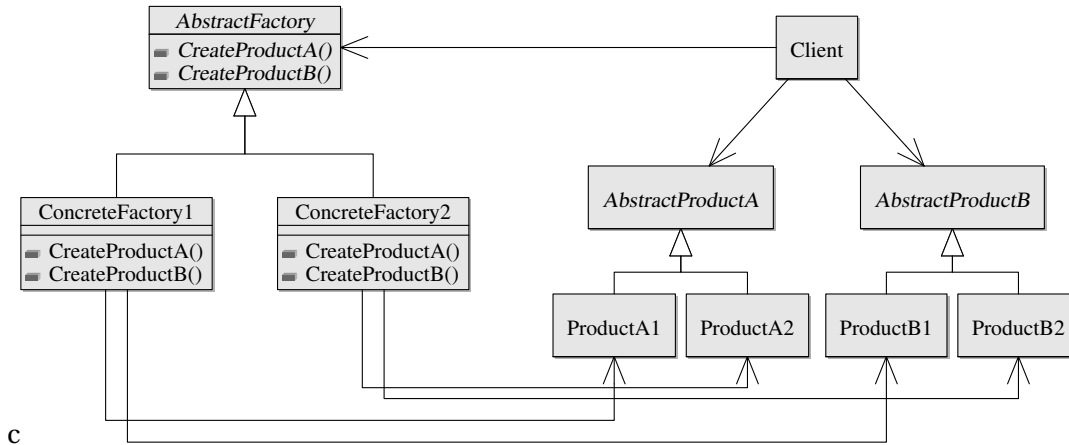 AbstractFactory
CreateProductA()
CreateProductB()
Client
AbstractProductA
AbstractProductB
ConcreteFactory1
CreateProductA()
CreateProductB()
ConcreteFactory2
CreateProductA()
CreateProductB()
ProductA1
ProductA2
ProductB1
ProductB2
c